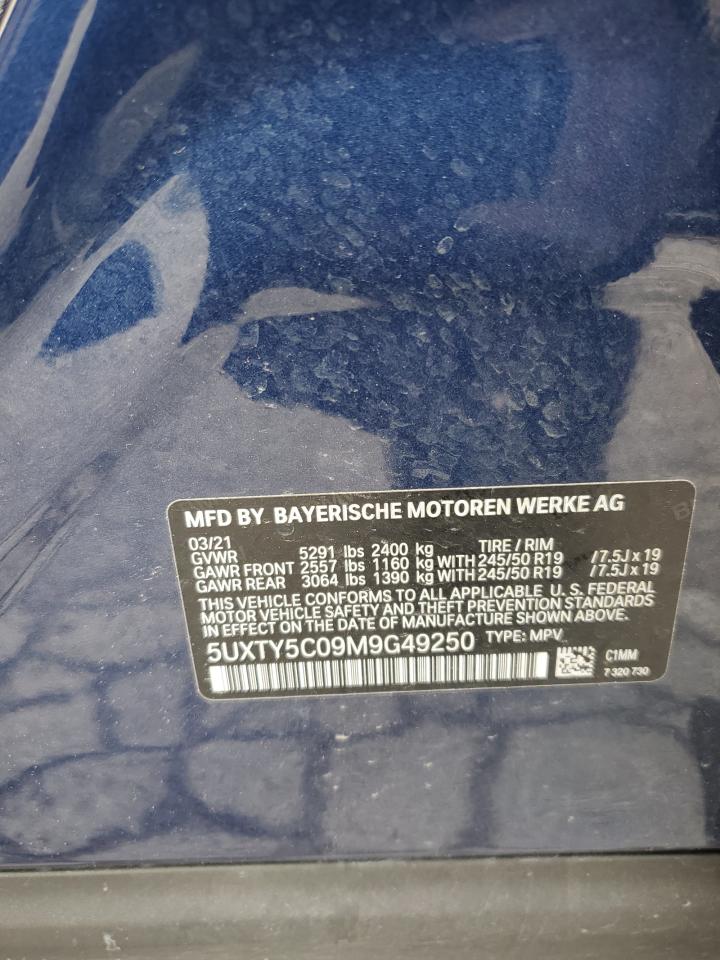 MFD BY BAYERISCHE MOTOREN WERKE AG
03/21 TIRE / RIM
GVWR 5291 lbs 2400 kg
GAWR FRONT 2557 lbs 1160 kg WITH 245/50 R19 / 7.5J x 19
GAWR REAR 3064 lbs 1390 kg WITH 245/50 R19 / 7.5J x 19
THIS VEHICLE CONFORMS TO ALL APPLICABLE U. S. FEDERAL
MOTOR VEHICLE SAFETY AND THEFT PREVENTION STANDARDS
IN EFFECT ON THE DATE OF MANUFACTURE SHOWN ABOVE.
5UXTY5C09M9G49250 TYPE: MPV
C1MM
7 320 730